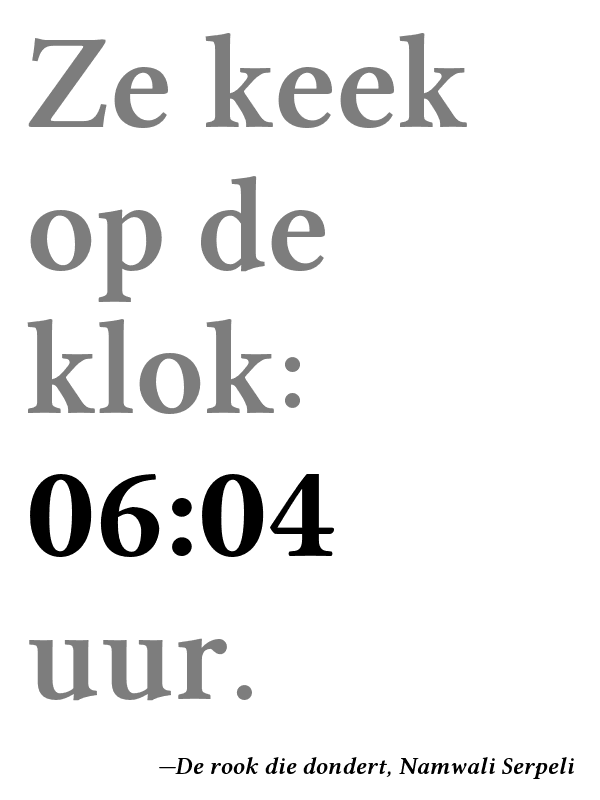 Ze keek
op de
klok:
06:04
uur.
—De rook die dondert, Namwali Serpeli